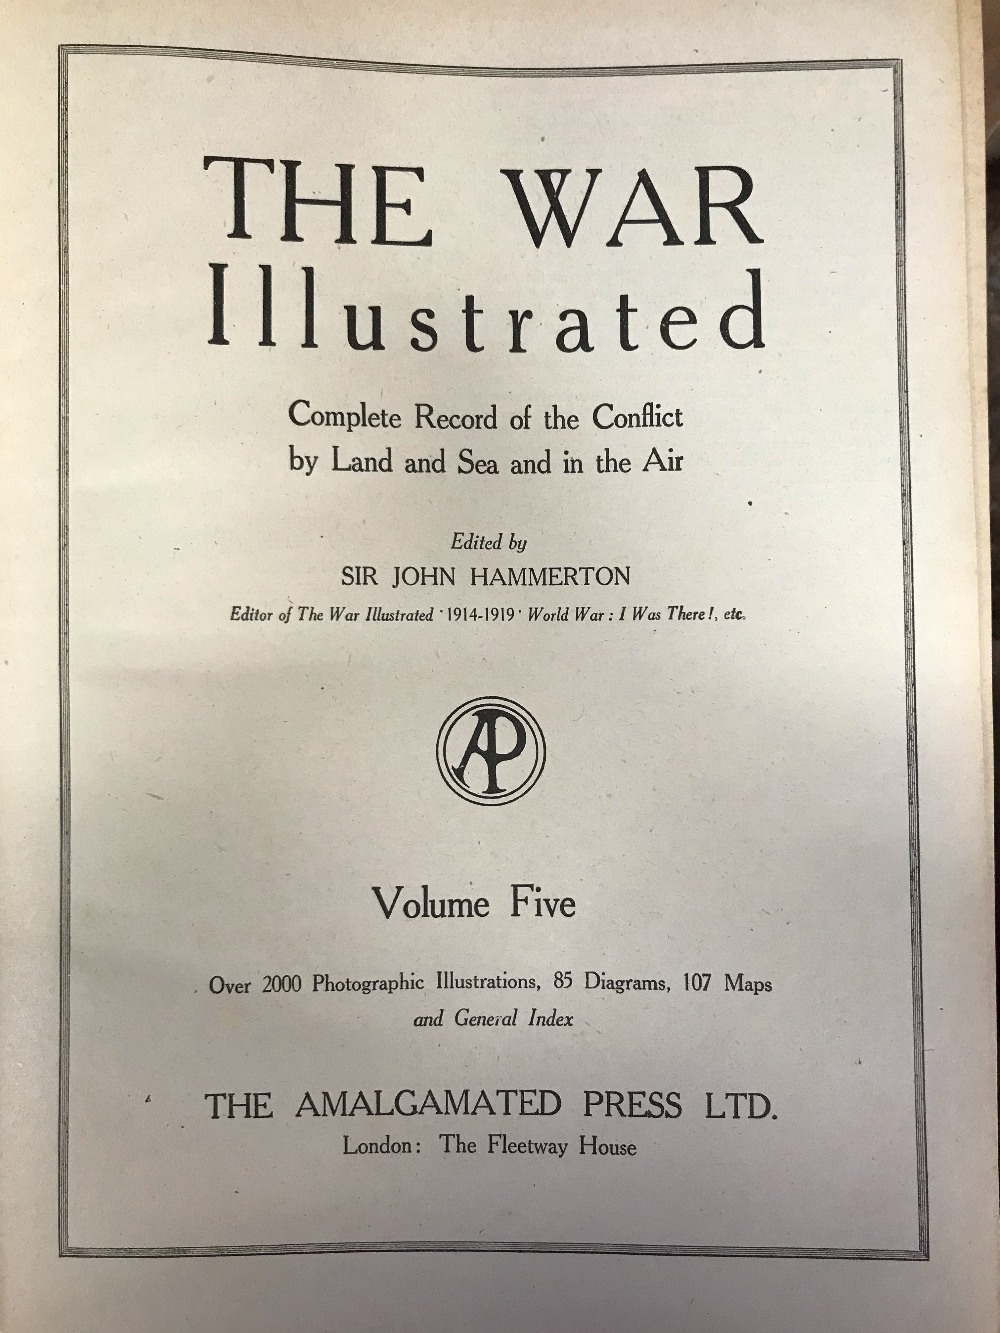 THE WAR
Illustrated
Complete Record of the Conflict
by Land and Sea and in the Air
Edited by
SIR JOHN HAMMERTON
Editor of The War Illustrated · 1914-1919 · World War : I Was There!, etc.
AP
Volume Five
Over 2000 Photographic Illustrations, 85 Diagrams, 107 Maps
and General Index
THE AMALGAMATED PRESS LTD.
London: The Fleetway House